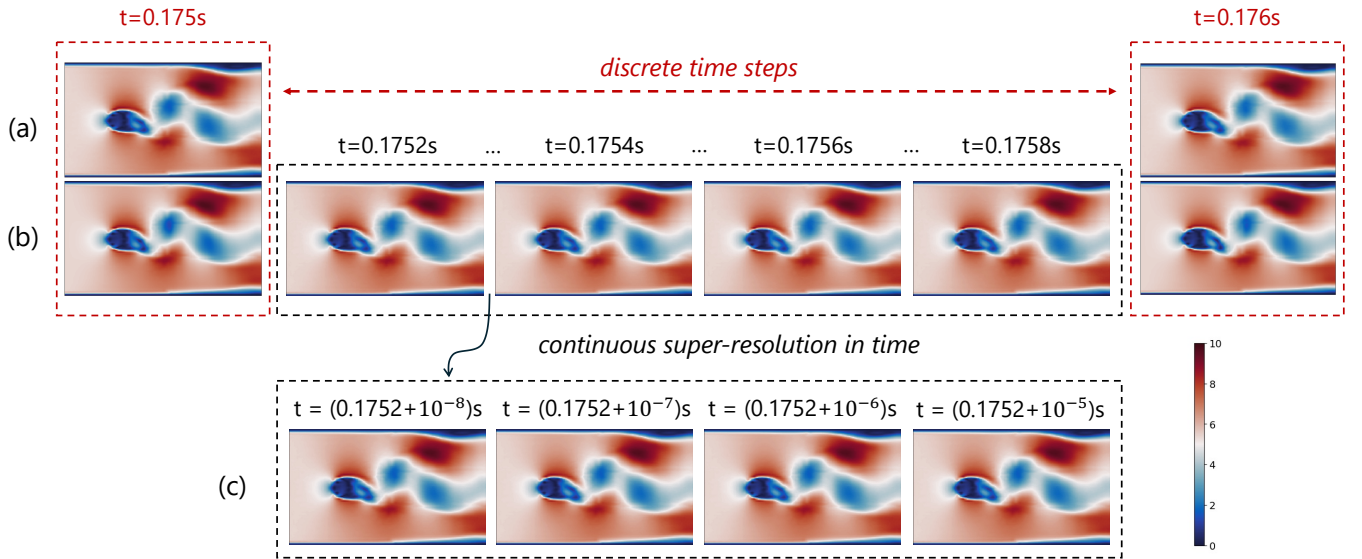 t=0.175s
t=0.176s
discrete time steps
(a)
t=0.1752s ... t=0.1754s ... t=0.1756s ... t=0.1758s
(b)
continuous super-resolution in time
t = (0.1752+10⁻⁸)s t = (0.1752+10⁻⁷)s t = (0.1752+10⁻⁶)s t = (0.1752+10⁻⁵)s
(c)
10
8
6
4
2
0